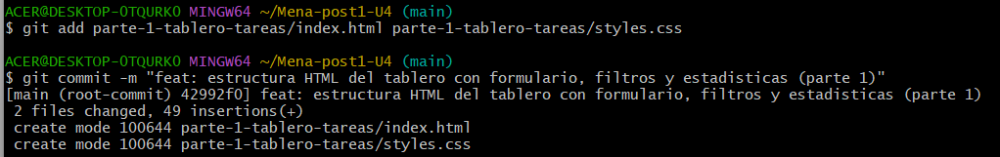 ACER@DESKTOP-0TQURK0 MINGW64 ~/Mena-post1-U4 (main)
$ git add parte-1-tablero-tareas/index.html parte-1-tablero-tareas/styles.css
ACER@DESKTOP-0TQURK0 MINGW64 ~/Mena-post1-U4 (main)
$ git commit -m "feat: estructura HTML del tablero con formulario, filtros y estadisticas (parte 1)"
[main (root-commit) 42992f0] feat: estructura HTML del tablero con formulario, filtros y estadisticas (parte 1)
2 files changed, 49 insertions(+)
create mode 100644 parte-1-tablero-tareas/index.html
create mode 100644 parte-1-tablero-tareas/styles.css